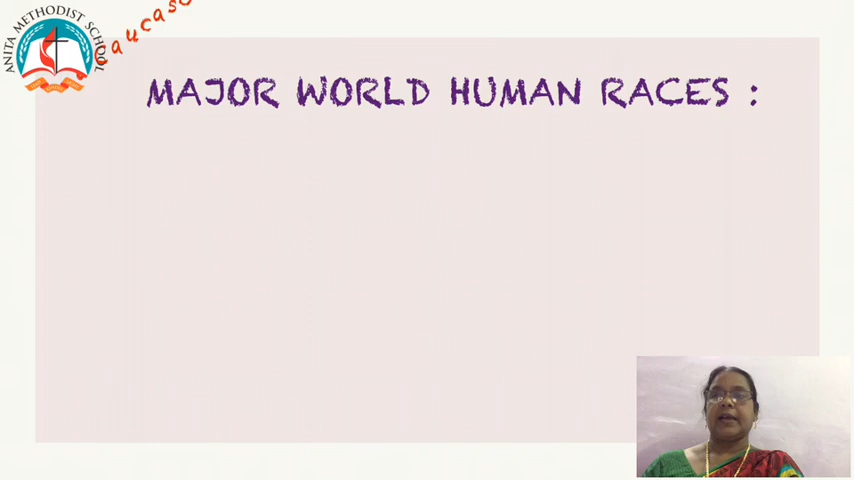 ANITA METHODIST SCHOOL
aucaso
MAJOR WORLD HUMAN RACES :